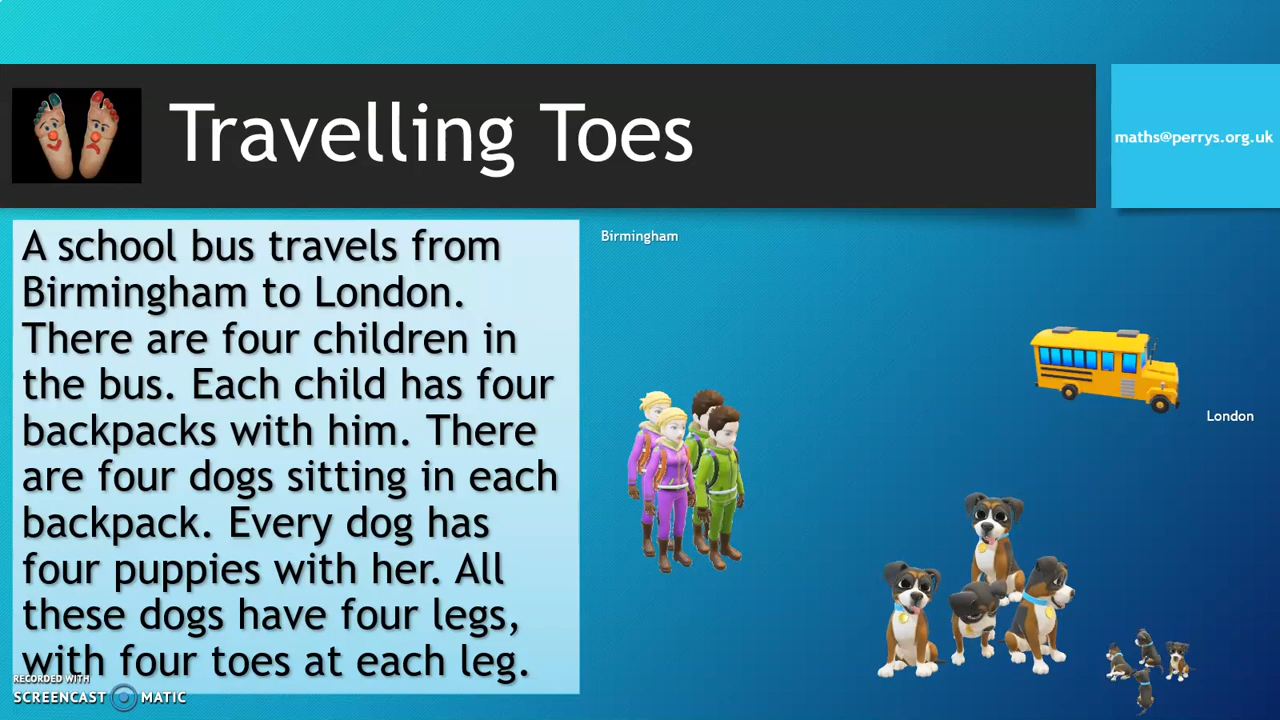 Travelling Toes
maths@perrys.org.uk
A school bus travels from
Birmingham to London.
There are four children in
the bus. Each child has four
backpacks with him. There
are four dogs sitting in each
backpack. Every dog has
four puppies with her. All
these dogs have four legs,
with four toes at each leg.
Birmingham
London
RECORDED WITH
SCREENCAST MATIC